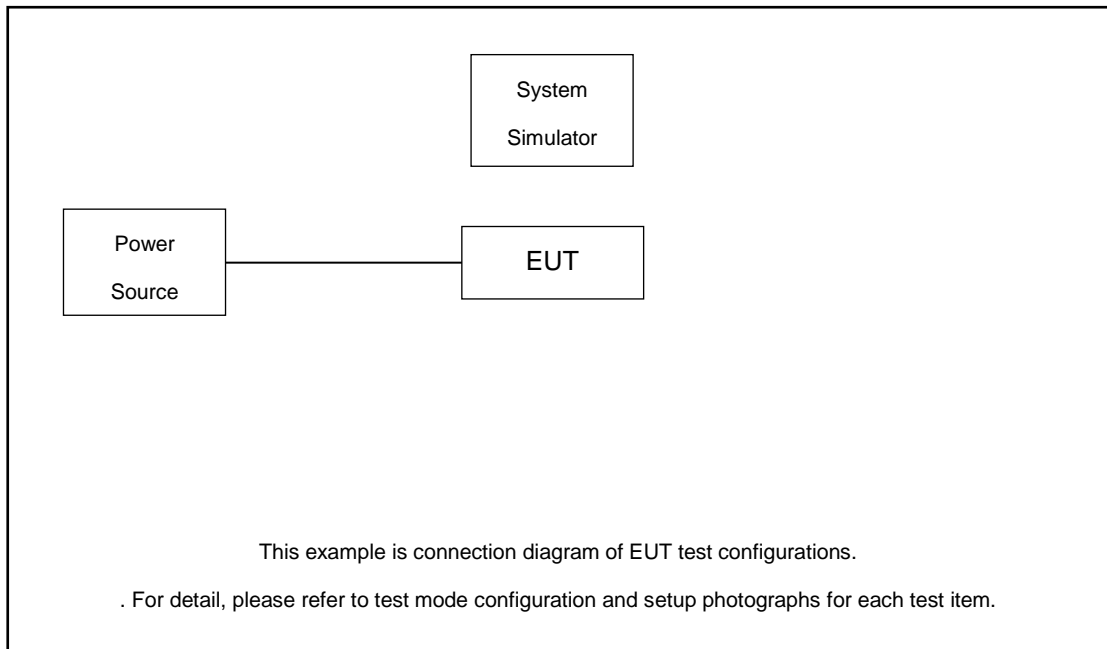 System
Simulator
Power
Source
EUT
This example is connection diagram of EUT test configurations.
. For detail, please refer to test mode configuration and setup photographs for each test item.